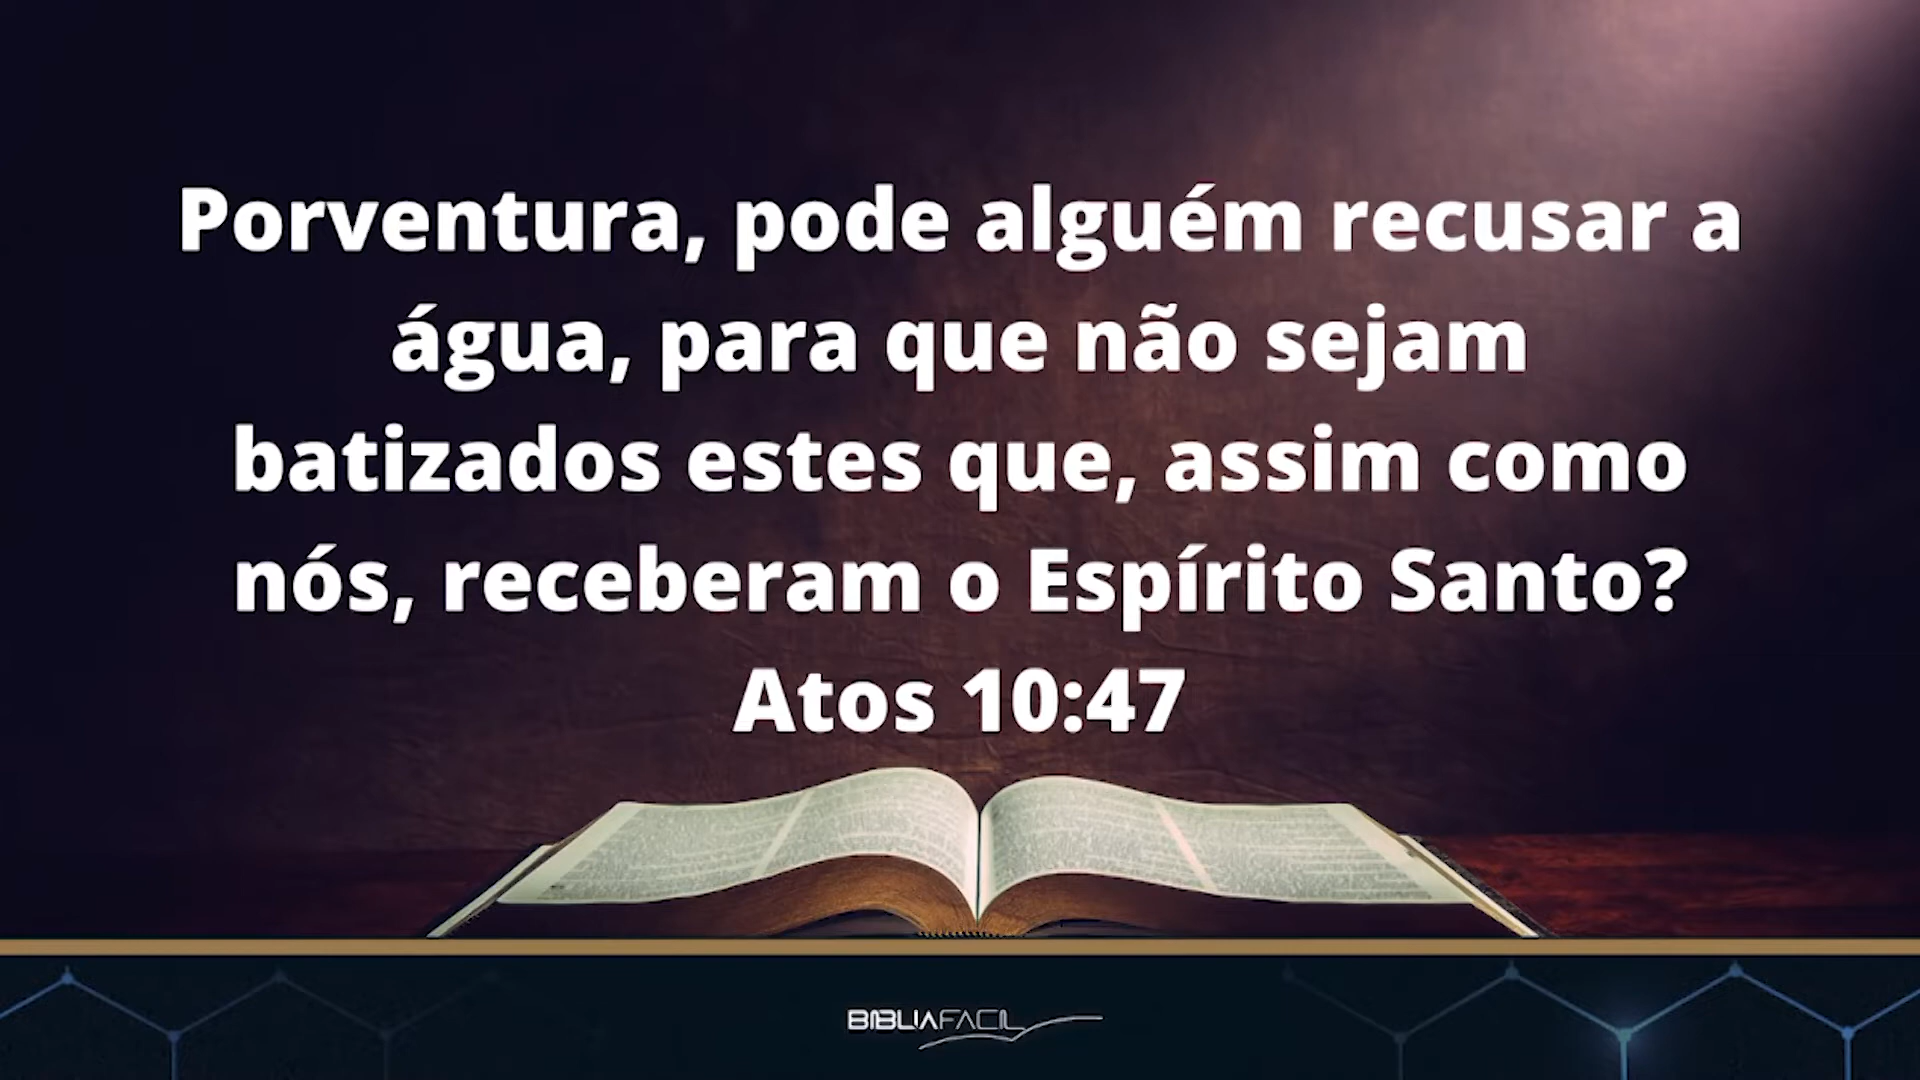 Porventura, pode alguém recusar a
água, para que não sejam
batizados estes que, assim como
nós, receberam o Espírito Santo?
Atos 10:47
BIBLIAFACIL